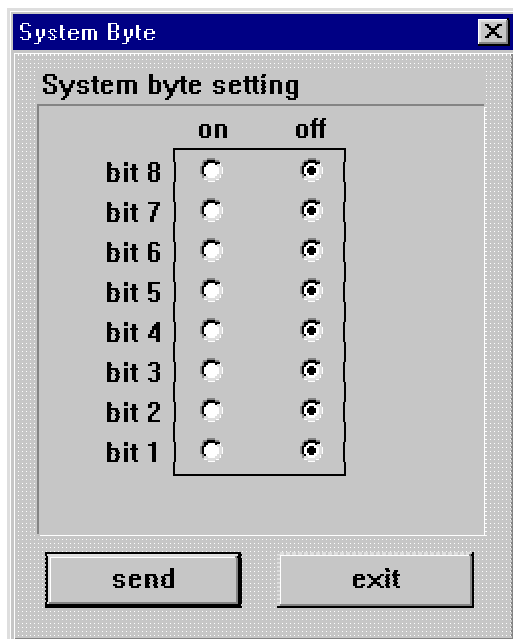 System Byte
System byte setting
on off
bit 8
bit 7
bit 6
bit 5
bit 4
bit 3
bit 2
bit 1
send exit